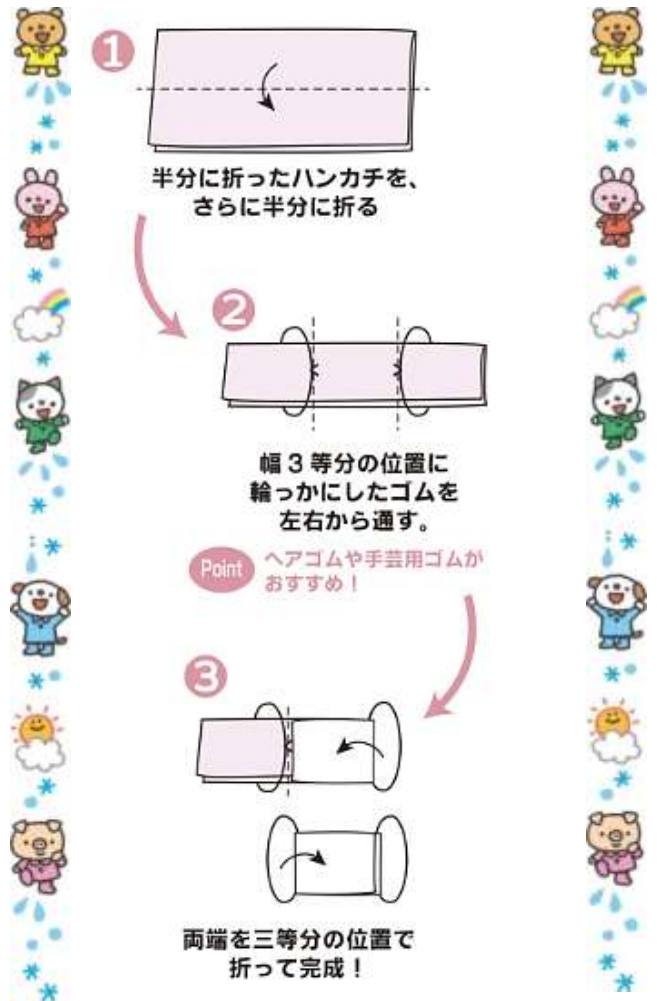 1
半分に折ったハンカチを、
さらに半分に折る
2
幅3等分の位置に
輪っかにしたゴムを
左右から通す。
Point ヘアゴムや手芸用ゴムが
おすすめ！
3
両端を三等分の位置で
折って完成！